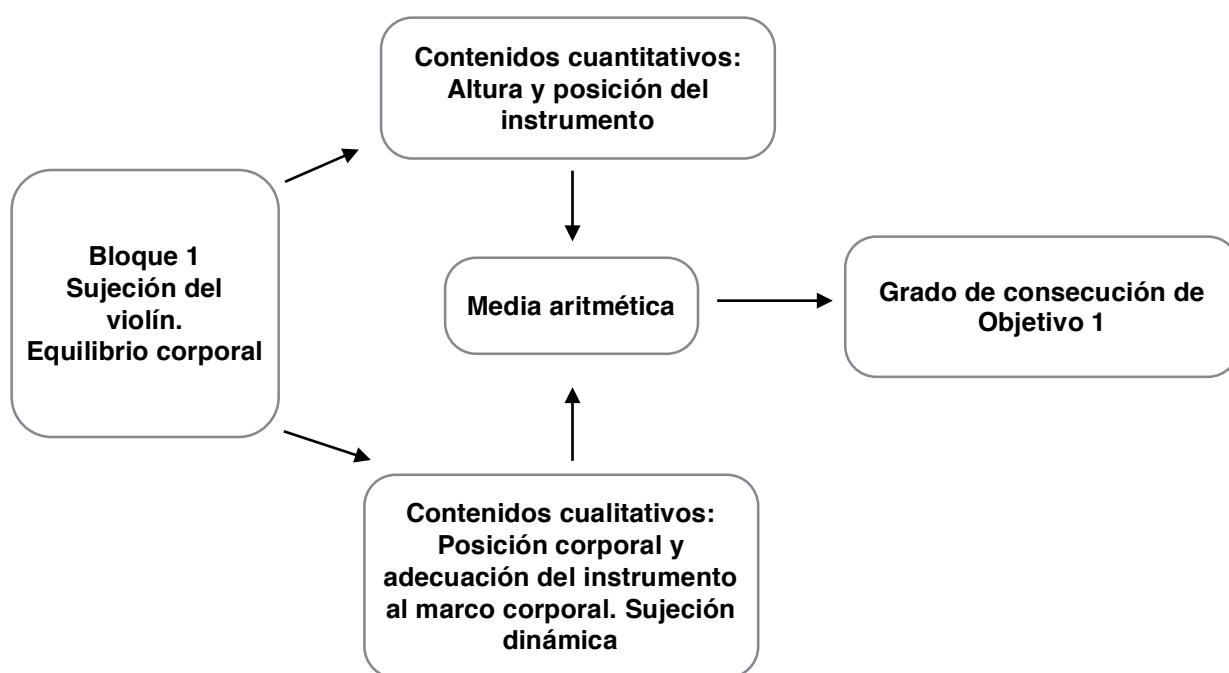 Contenidos cuantitativos:
Altura y posición del
instrumento
Bloque 1
Sujeción del
violín.
Equilibrio corporal
Media aritmética
Grado de consecución de
Objetivo 1
Contenidos cualitativos:
Posición corporal y
adecuación del instrumento
al marco corporal. Sujeción
dinámica